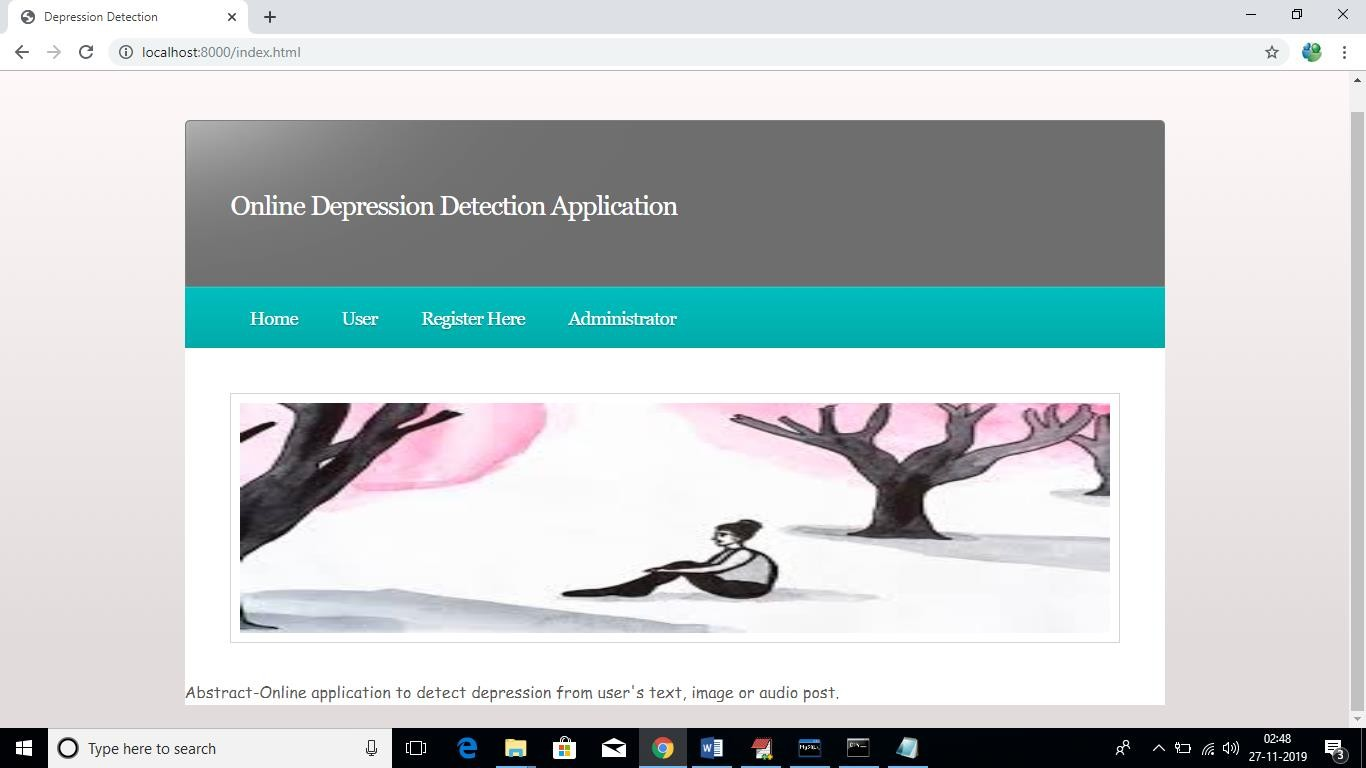 Depression Detection
localhost:8000/index.html
Online Depression Detection Application
Home User Register Here Administrator
Abstract-Online application to detect depression from user's text, image or audio post.
Type here to search
02:48
27-11-2019
3